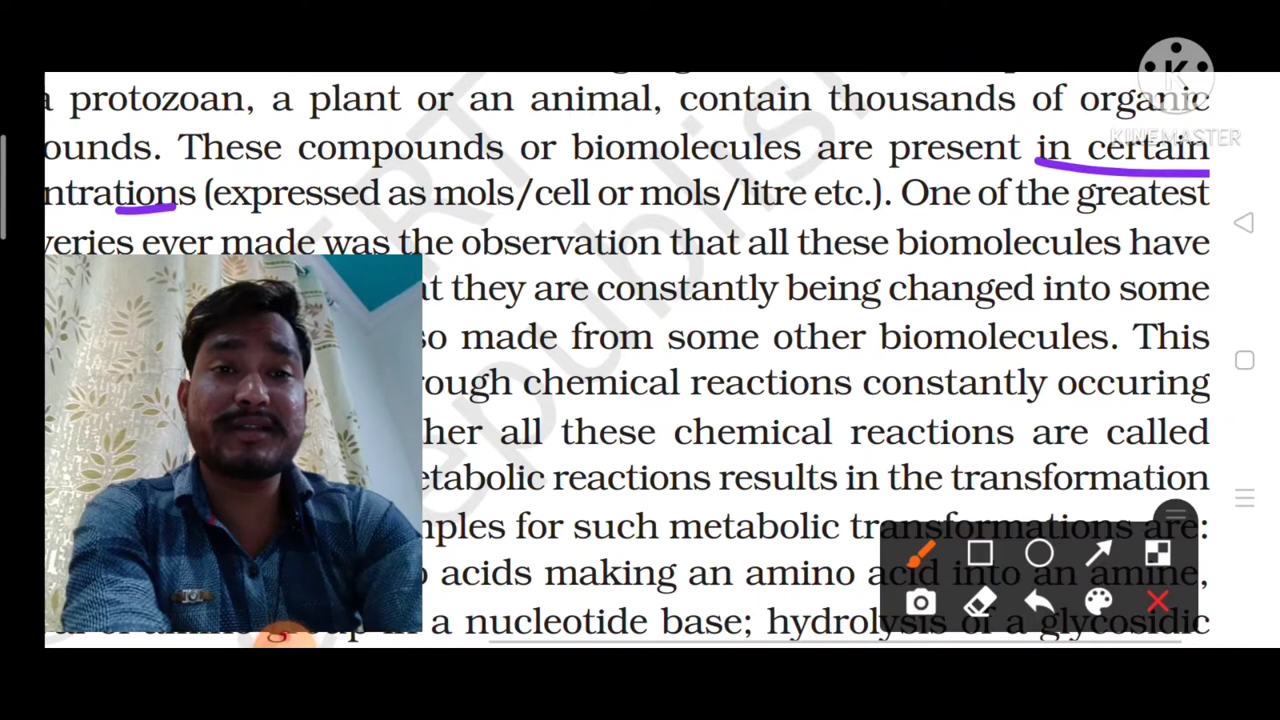 a protozoan, a plant or an animal, contain thousands of organic
ounds. These compounds or biomolecules are present in certain
ntrations (expressed as mols/cell or mols/litre etc.). One of the greatest
veries ever made was the observation that all these biomolecules have
at they are constantly being changed into some
so made from some other biomolecules. This
rough chemical reactions constantly occuring
her all these chemical reactions are called
etabolic reactions results in the transformation
mples for such metabolic transformations are:
acids making an amino acid into an amine,
in a nucleotide base; hydrolysis of a glycosidic
K
KINEMASTER